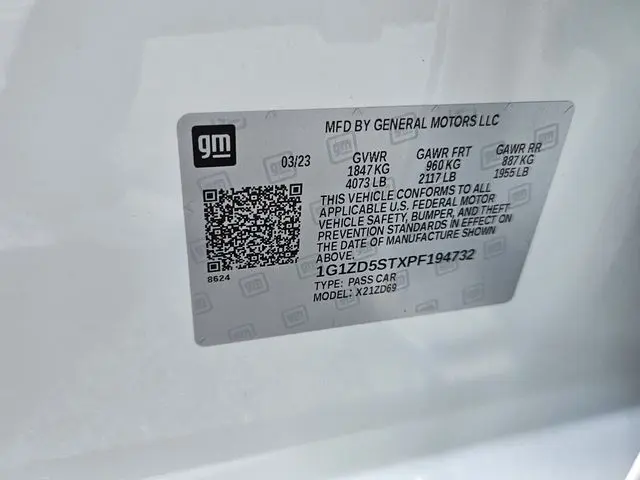 MFD BY GENERAL MOTORS LLC
gm
03/23 GVWR GAWR FRT GAWR RR
1847 KG 960 KG 887 KG
4073 LB 2117 LB 1955 LB
THIS VEHICLE CONFORMS TO ALL
APPLICABLE U.S. FEDERAL MOTOR
VEHICLE SAFETY, BUMPER, AND THEFT
PREVENTION STANDARDS IN EFFECT ON
THE DATE OF MANUFACTURE SHOWN
ABOVE.
8624
1G1ZD5STXPF194732
TYPE: PASS CAR
MODEL: X21ZD69